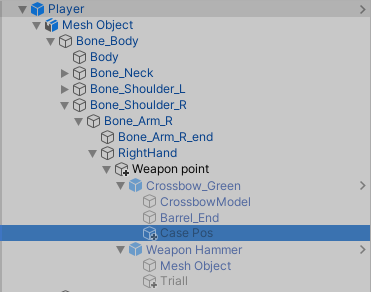 Player
Mesh Object
Bone_Body
Body
Bone_Neck
Bone_Shoulder_L
Bone_Shoulder_R
Bone_Arm_R
Bone_Arm_R_end
RightHand
Weapon point
Crossbow_Green
CrossbowModel
Barrel_End
Case Pos
Weapon Hammer
Mesh Object
Triall